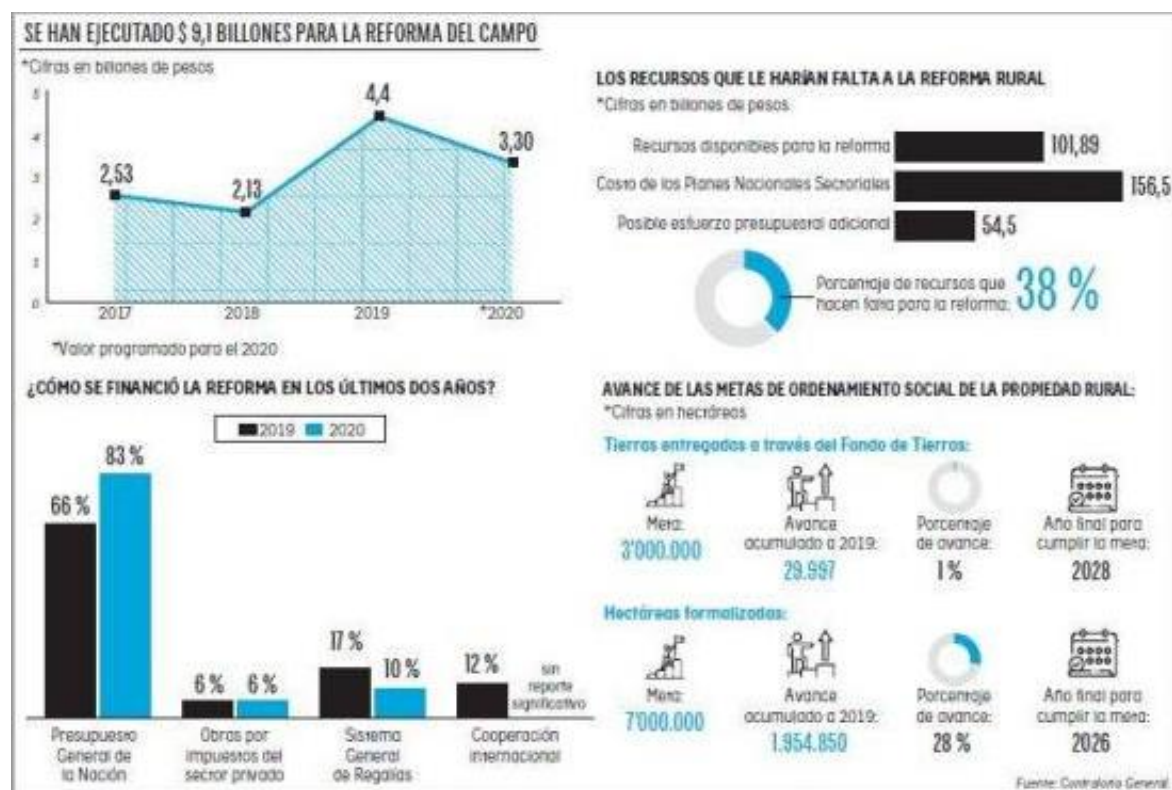 SE HAN EJECUTADO $ 9,1 BILLONES PARA LA REFORMA DEL CAMPO
*Cifras en billones de pesos
5
4
3
2
1
0
2,53
2,13
4,4
3,30
2017
2018
2019
*2020
*Valor programado para el 2020
LOS RECURSOS QUE LE HARÍAN FALTA A LA REFORMA RURAL
*Cifras en billones de pesos
Recursos disponibles para la reforma
101,89
Costo de los Planes Nacionales Sectoriales
156,5
Posible esfuerzo presupuestal adicional
54,5
Porcentaje de recursos que
hacen falta para la reforma:
38 %
¿CÓMO SE FINANCIÓ LA REFORMA EN LOS ÚLTIMOS DOS AÑOS?
2019 2020
66 %
83 %
6 %
6 %
17 %
10 %
12 %
sin
reporte
significativo
Presupuesto
General de
la Nación
Obras por
impuestos del
sector privado
Sistema
General
de Regalías
Cooperación
internacional
AVANCE DE LAS METAS DE ORDENAMIENTO SOCIAL DE LA PROPIEDAD RURAL:
*Cifras en hectáreas
Tierras entregadas a través del Fondo de Tierras:
Meta:
3'000.000
Avance
acumulado a 2019:
29.997
Porcentaje
de avance:
1 %
Año final para
cumplir la meta:
2028
Hectáreas formalizadas:
Meta:
7'000.000
Avance
acumulado a 2019:
1.954.850
Porcentaje
de avance:
28 %
Año final para
cumplir la meta:
2026
Fuente: Contraloría General